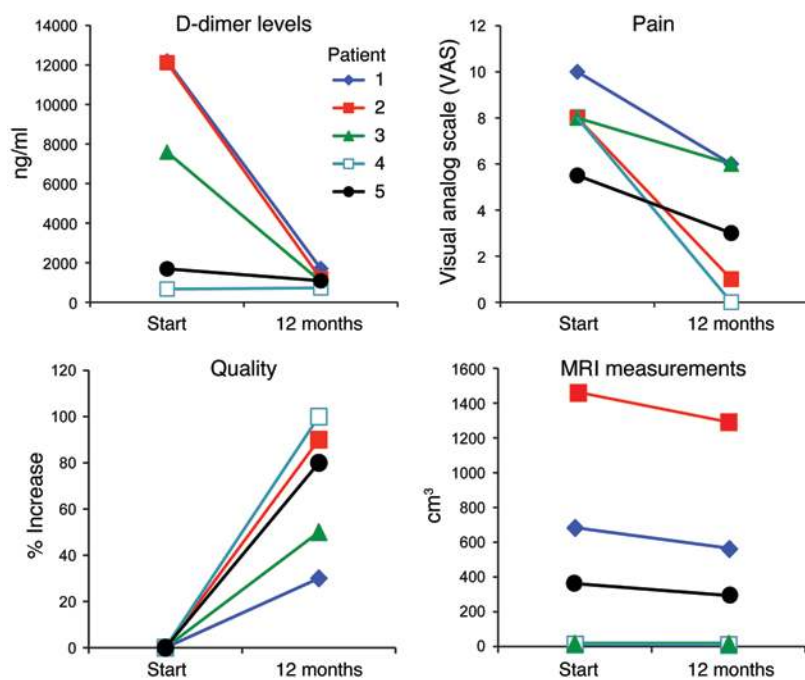 D-dimer levels
ng/ml
14000
12000
10000
8000
6000
4000
2000
0
Start 12 months
Patient
1
2
3
4
5
Pain
Visual analog scale (VAS)
12
10
8
6
4
2
0
Start 12 months
Quality
% Increase
120
100
80
60
40
20
0
Start 12 months
MRI measurements
cm³
1600
1400
1200
1000
800
600
400
200
0
Start 12 months